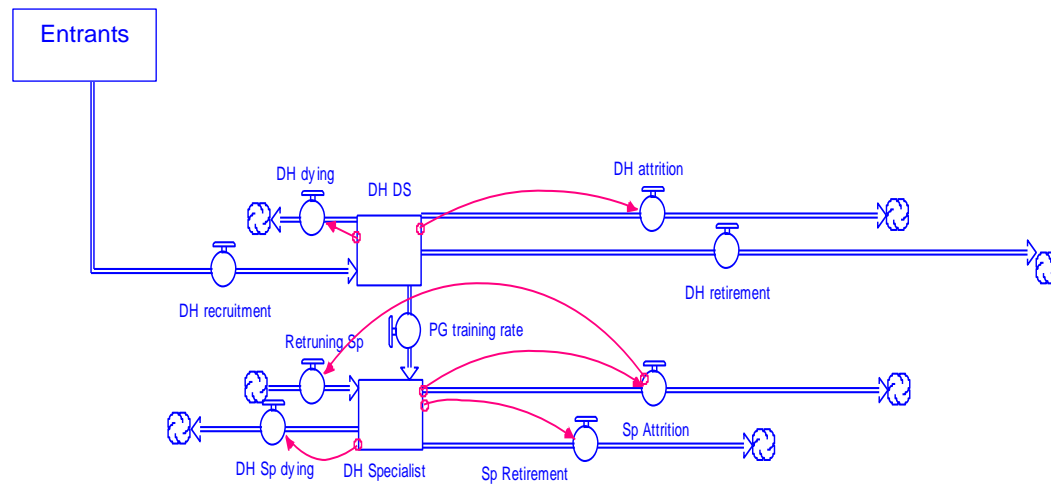 Entrants
DH dying
DH DS
DH attrition
DH recruitment
DH retirement
PG training rate
Retruning Sp
DH Sp dying
DH Specialist
Sp Retirement
Sp Attrition